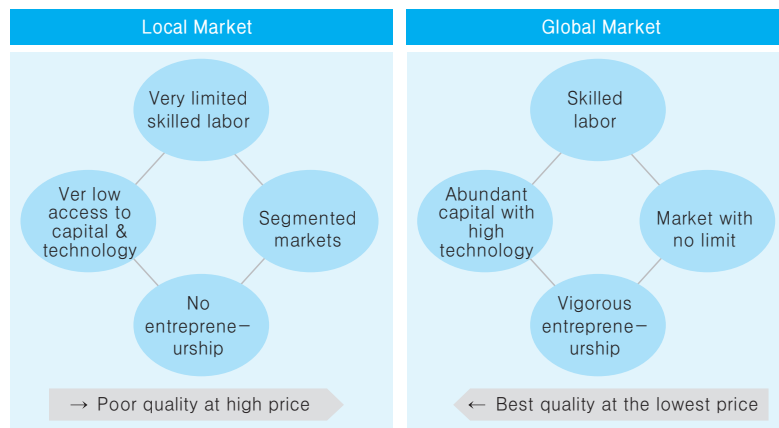 Local Market
Very limited
skilled labor
Ver low
access to
capital &
technology
Segmented
markets
No
entreprene-
urship
→ Poor quality at high price
Global Market
Skilled
labor
Abundant
capital with
high
technology
Market with
no limit
Vigorous
entreprene-
urship
← Best quality at the lowest price